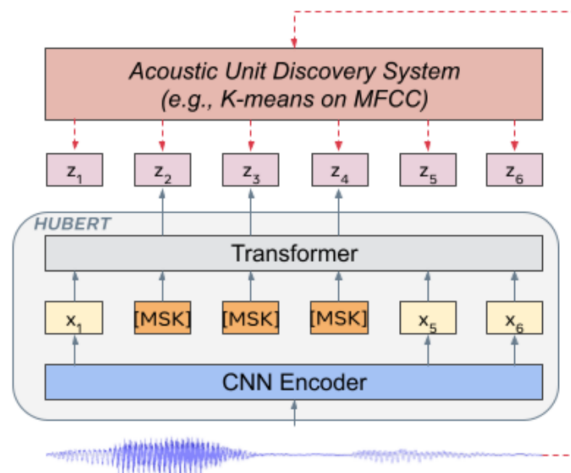 Acoustic Unit Discovery System
(e.g., K-means on MFCC)
z1 z2 z3 z4 z5 z6
HUBERT
Transformer
x1 [MSK] [MSK] [MSK] x5 x6
CNN Encoder